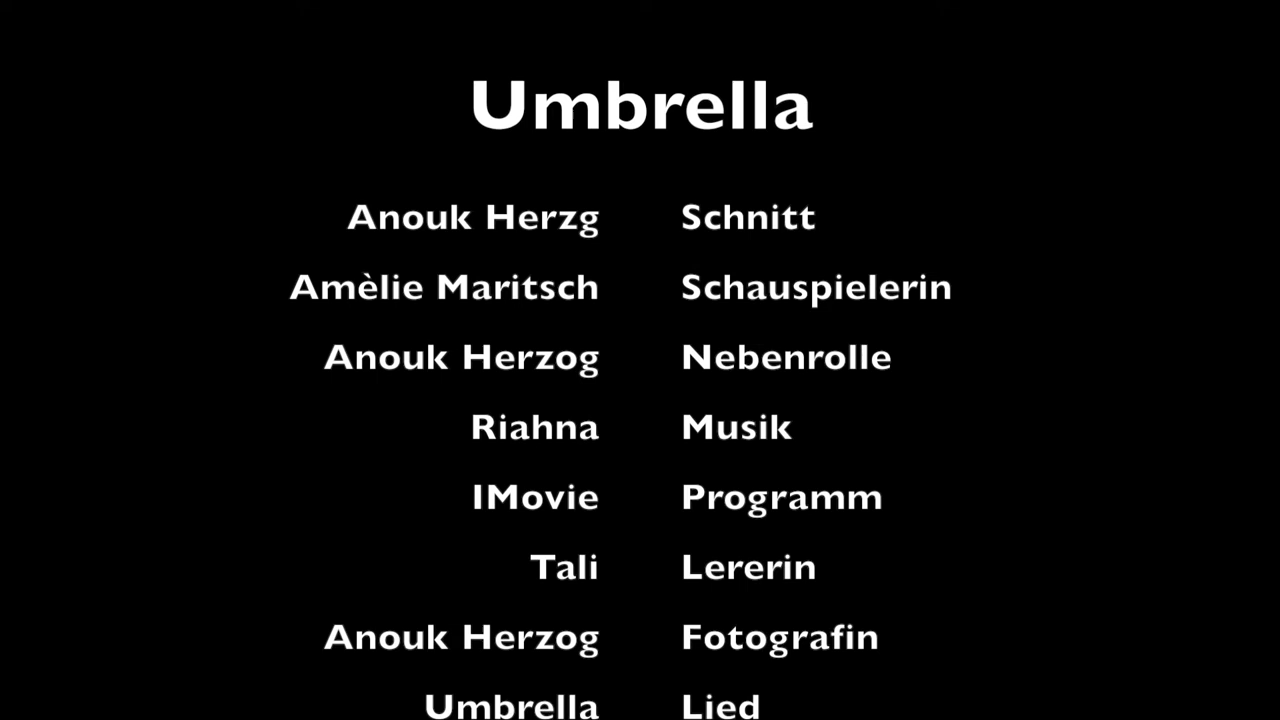 Umbrella
Anouk Herzg Schnitt
Amèlie Maritsch Schauspielerin
Anouk Herzog Nebenrolle
Riahna Musik
IMovie Programm
Tali Lererin
Anouk Herzog Fotografin
Umbrella Lied